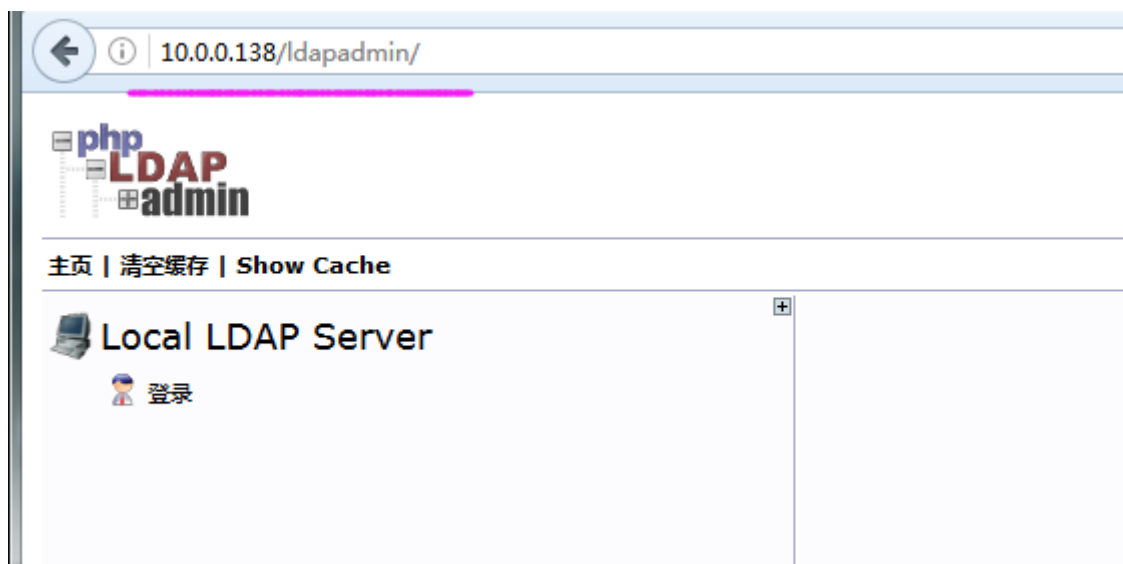 10.0.0.138/ldapadmin/
php
LDAP
admin
主页 | 清空缓存 | Show Cache
Local LDAP Server
登录